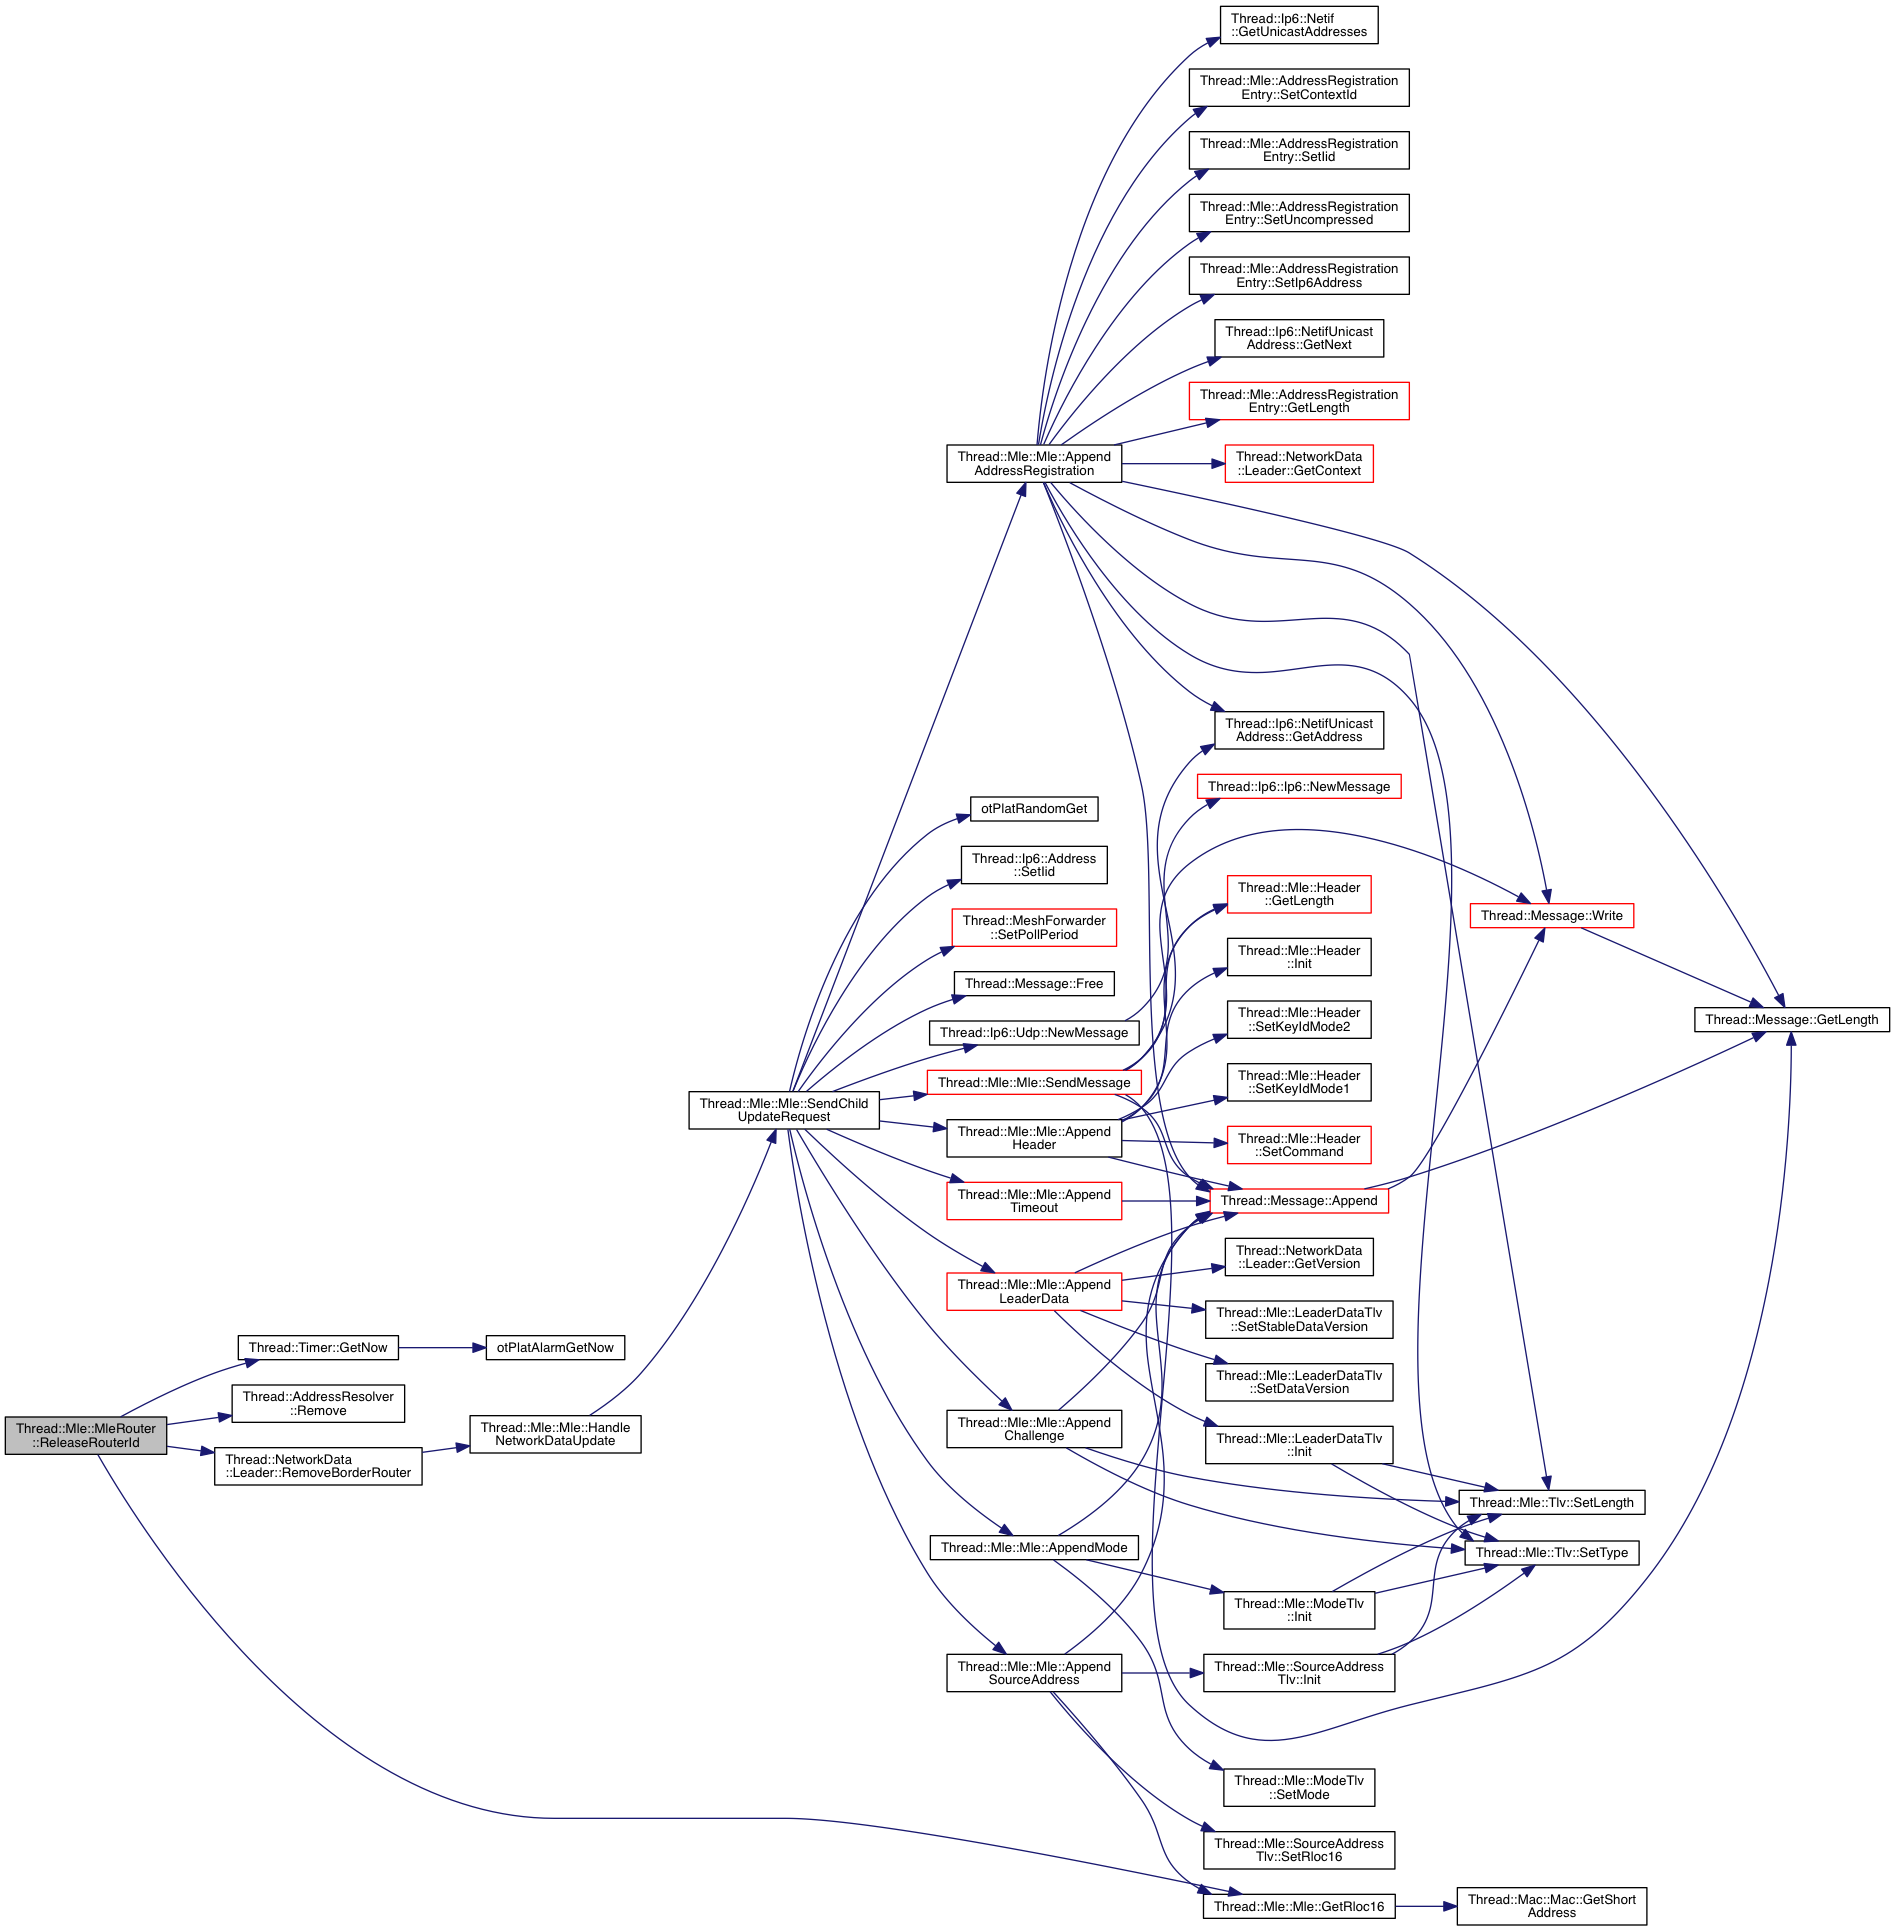 Thread::Ip6::Netif
::GetUnicastAddresses
Thread::Mle::AddressRegistration
Entry::SetContextId
Thread::Mle::AddressRegistration
Entry::SetIid
Thread::Mle::AddressRegistration
Entry::SetUncompressed
Thread::Mle::AddressRegistration
Entry::SetIp6Address
Thread::Ip6::NetifUnicast
Address::GetNext
Thread::Mle::AddressRegistration
Entry::GetLength
Thread::Mle::Mle::Append
AddressRegistration
Thread::NetworkData
::Leader::GetContext
Thread::Ip6::NetifUnicast
Address::GetAddress
Thread::Ip6::Ip6::NewMessage
otPlatRandomGet
Thread::Ip6::Address
::SetIid
Thread::Mle::Header
::GetLength
Thread::Message::Write
Thread::MeshForwarder
::SetPollPeriod
Thread::Mle::Header
::Init
Thread::Message::Free
Thread::Ip6::Udp::NewMessage
Thread::Mle::Header
::SetKeyIdMode2
Thread::Message::GetLength
Thread::Mle::Mle::SendMessage
Thread::Mle::Header
::SetKeyIdMode1
Thread::Mle::Mle::SendChild
UpdateRequest
Thread::Mle::Mle::Append
Header
Thread::Mle::Header
::SetCommand
Thread::Mle::Mle::Append
Timeout
Thread::Message::Append
Thread::NetworkData
::Leader::GetVersion
Thread::Mle::Mle::Append
LeaderData
Thread::Mle::LeaderDataTlv
::SetStableDataVersion
Thread::Timer::GetNow
otPlatAlarmGetNow
Thread::Mle::LeaderDataTlv
::SetDataVersion
Thread::AddressResolver
::Remove
Thread::Mle::MleRouter
::ReleaseRouterId
Thread::Mle::Mle::Handle
NetworkDataUpdate
Thread::Mle::Mle::Append
Challenge
Thread::Mle::LeaderDataTlv
::Init
Thread::NetworkData
::Leader::RemoveBorderRouter
Thread::Mle::Tlv::SetLength
Thread::Mle::Mle::AppendMode
Thread::Mle::Tlv::SetType
Thread::Mle::ModeTlv
::Init
Thread::Mle::Mle::Append
SourceAddress
Thread::Mle::SourceAddress
Tlv::Init
Thread::Mle::ModeTlv
::SetMode
Thread::Mle::SourceAddress
Tlv::SetRloc16
Thread::Mle::Mle::GetRloc16
Thread::Mac::Mac::GetShort
Address